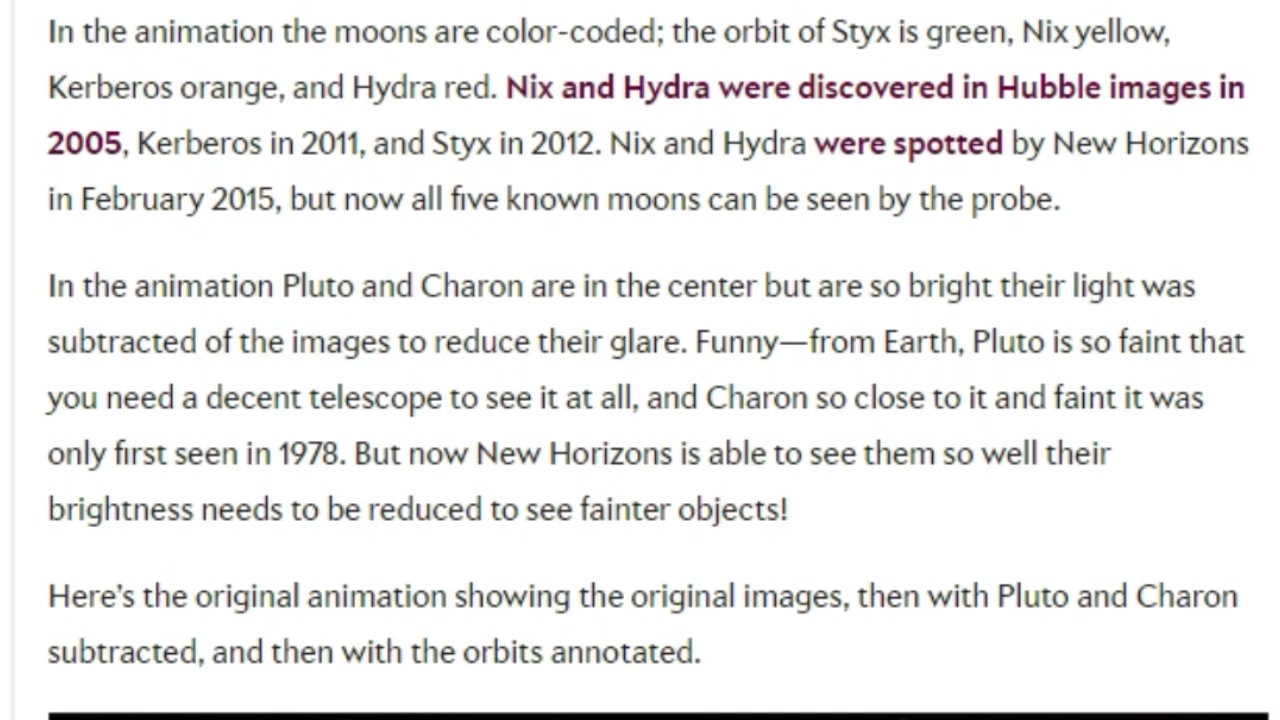 In the animation the moons are color-coded; the orbit of Styx is green, Nix yellow,
Kerberos orange, and Hydra red. Nix and Hydra were discovered in Hubble images in
2005, Kerberos in 2011, and Styx in 2012. Nix and Hydra were spotted by New Horizons
in February 2015, but now all five known moons can be seen by the probe.
In the animation Pluto and Charon are in the center but are so bright their light was
subtracted of the images to reduce their glare. Funny—from Earth, Pluto is so faint that
you need a decent telescope to see it at all, and Charon so close to it and faint it was
only first seen in 1978. But now New Horizons is able to see them so well their
brightness needs to be reduced to see fainter objects!
Here’s the original animation showing the original images, then with Pluto and Charon
subtracted, and then with the orbits annotated.